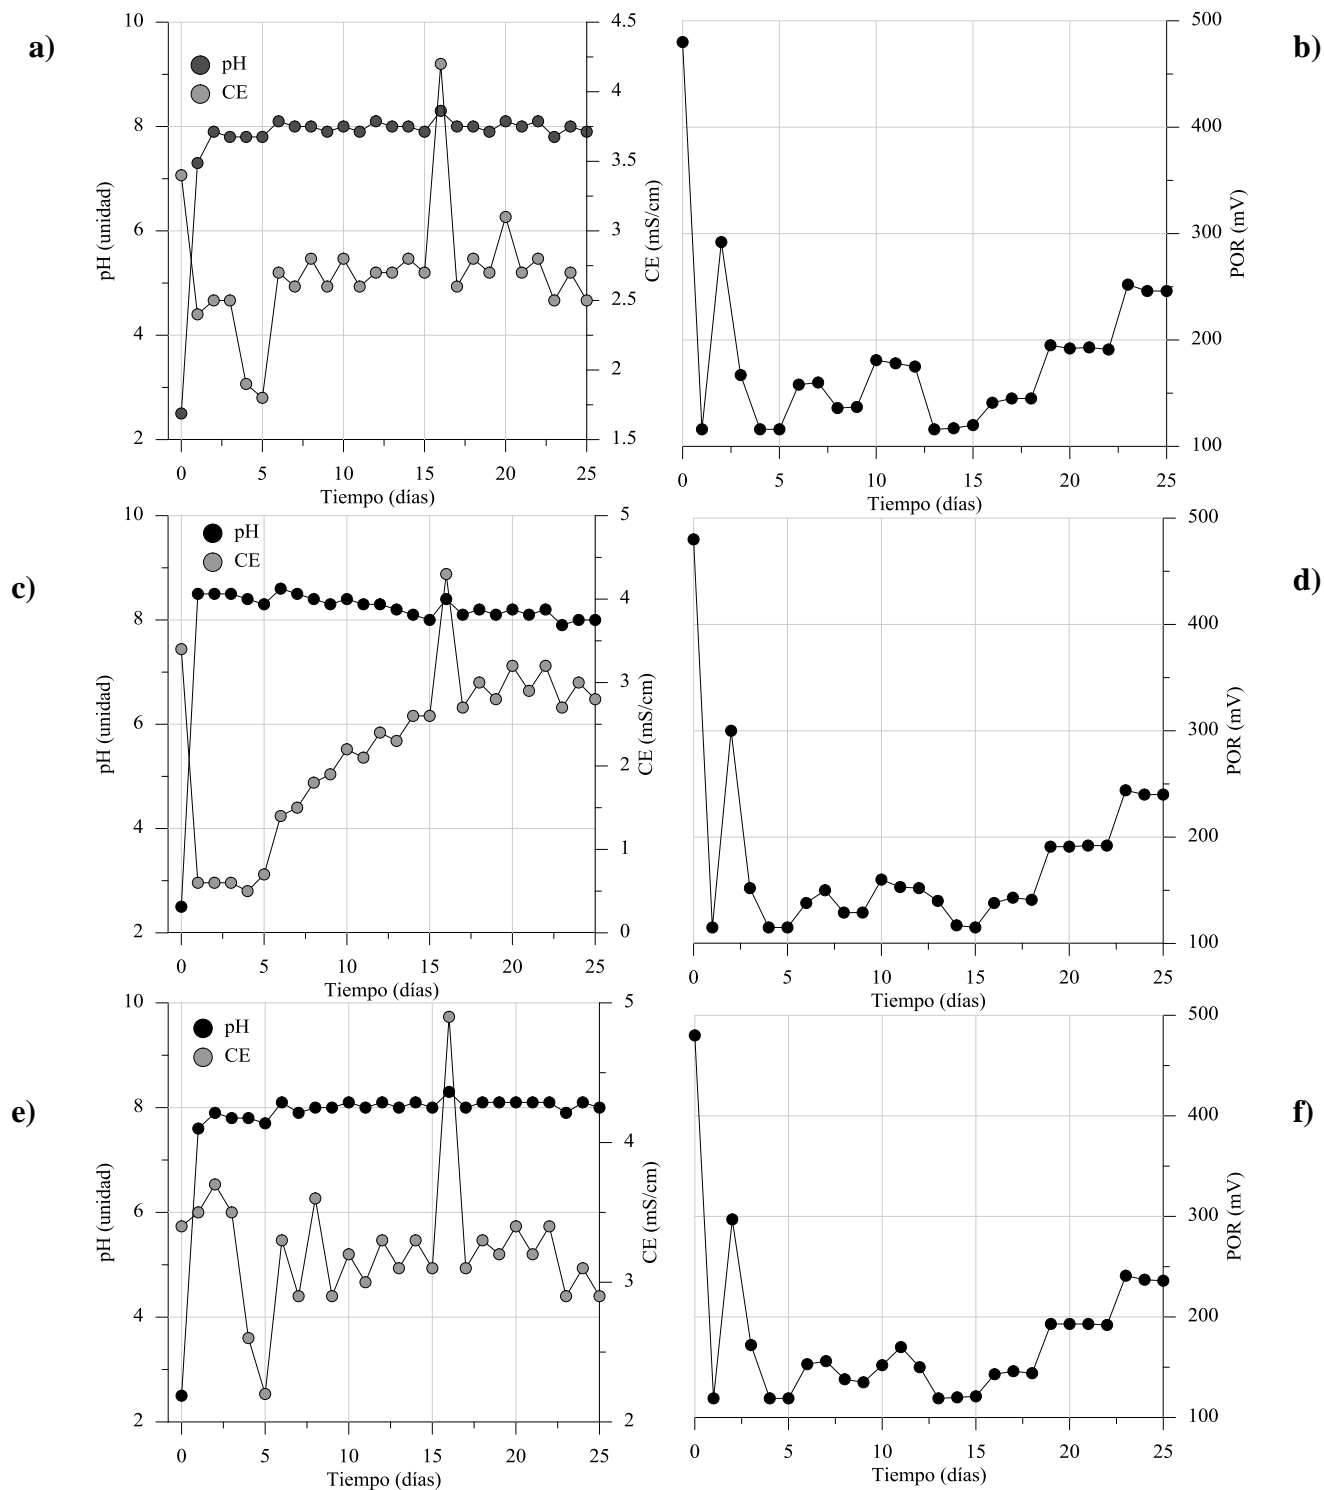 a)
pH
CE
10
8
6
4
2
pH (unidad)
4.5
4
3.5
3
2.5
2
1.5
CE (mS/cm)
0 5 10 15 20 25
Tiempo (días)
b)
500
400
300
200
100
POR (mV)
0 5 10 15 20 25
Tiempo (días)
c)
pH
CE
10
8
6
4
2
pH (unidad)
5
4
3
2
1
0
CE (mS/cm)
0 5 10 15 20 25
Tiempo (días)
d)
500
400
300
200
100
POR (mV)
0 5 10 15 20 25
Tiempo (días)
e)
pH
CE
10
8
6
4
2
pH (unidad)
5
4
3
2
CE (mS/cm)
0 5 10 15 20 25
Tiempo (días)
f)
500
400
300
200
100
POR (mV)
0 5 10 15 20 25
Tiempo (días)